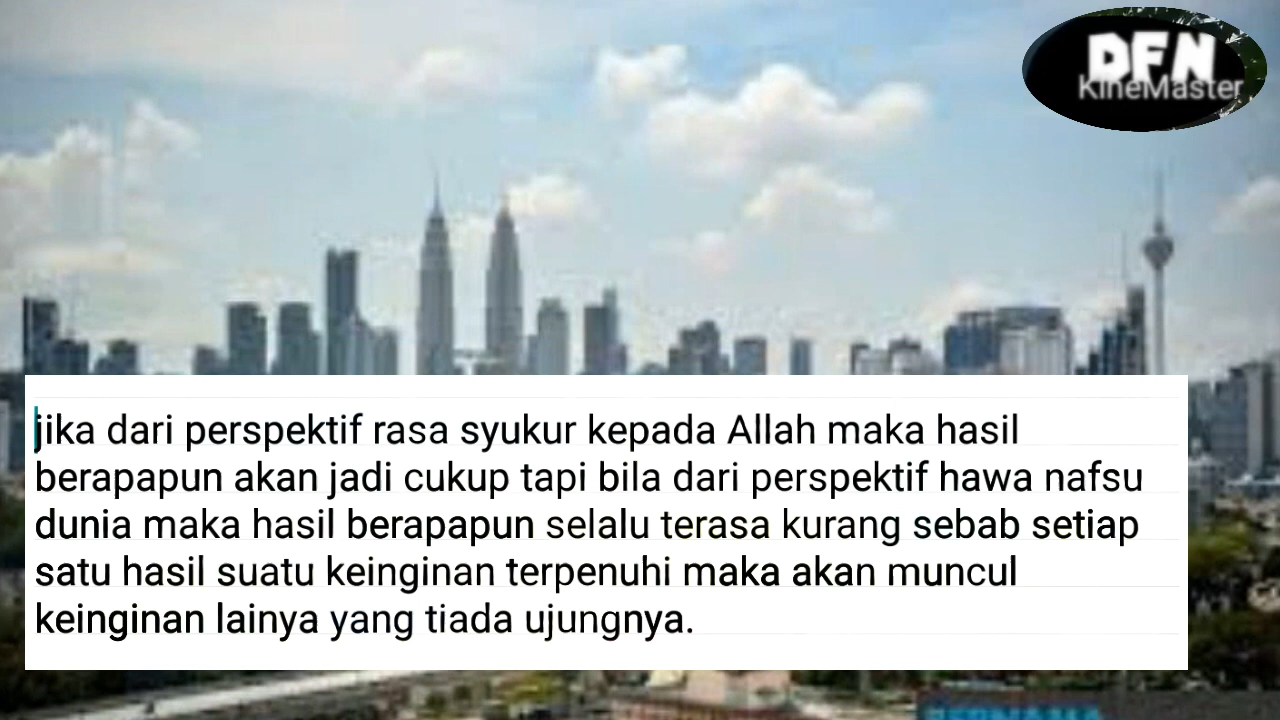 DFN
KineMaster
jika dari perspektif rasa syukur kepada Allah maka hasil
berapapun akan jadi cukup tapi bila dari perspektif hawa nafsu
dunia maka hasil berapapun selalu terasa kurang sebab setiap
satu hasil suatu keinginan terpenuhi maka akan muncul
keinginan lainya yang tiada ujungnya.